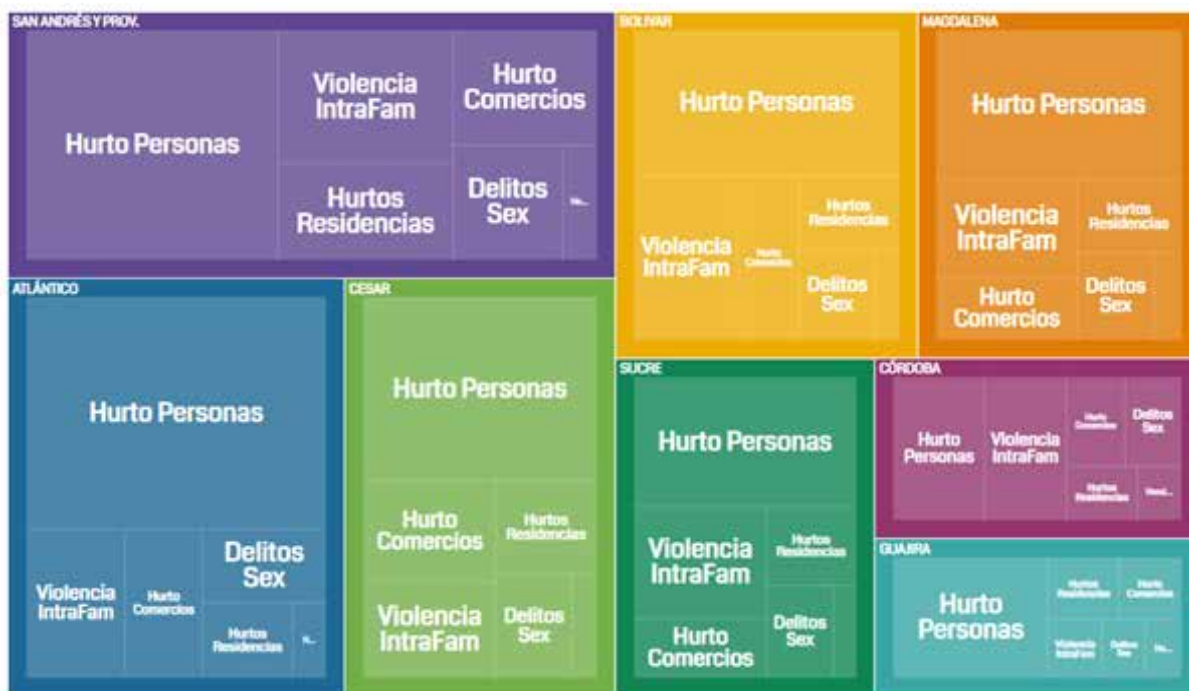 SAN ANDRÉS Y PROV.
Hurto Personas
Violencia
IntraFam
Hurtos
Residencias
Hurto
Comercios
Delitos
Sex
BOLIVAR
Hurto Personas
Violencia
IntraFam
Hurto
Comercios
Hurtos
Residencias
Delitos
Sex
MAGDALENA
Hurto Personas
Violencia
IntraFam
Hurto
Comercios
Hurtos
Residencias
Delitos
Sex
ATLÁNTICO
Hurto Personas
Violencia
IntraFam
Hurto
Comercios
Delitos
Sex
Hurtos
Residencias
H...
CESAR
Hurto Personas
Hurto
Comercios
Violencia
IntraFam
Hurtos
Residencias
Delitos
Sex
SUCRE
Hurto Personas
Violencia
IntraFam
Hurto
Comercios
Hurtos
Residencias
Delitos
Sex
CÓRDOBA
Hurto
Personas
Violencia
IntraFam
Hurto
Comercios
Delitos
Sex
Hurtos
Residencias
GUAJIRA
Hurto
Personas
Hurtos
Residencias
Hurto
Comercios
Violencia
IntraFam
Delitos
Sex